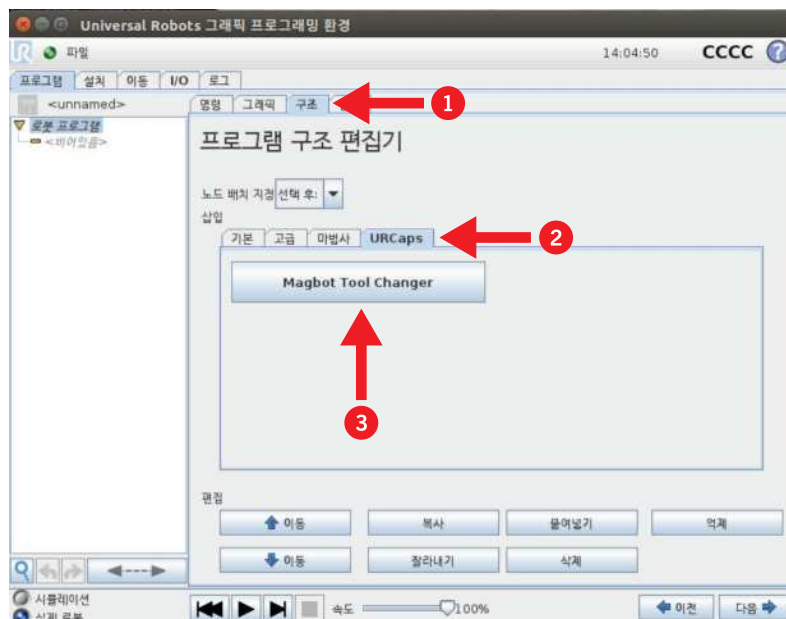 Universal Robots 그래픽 프로그래밍 환경
파일
14:04:50
CCCC
?
프로그램 설치 이동 I/O 로그
<unnamed>
명령 그래픽 구조
1
로봇 프로그램
<비어있음>
프로그램 구조 편집기
노드 배치 지정 선택 후:
삽입
기본 고급 마법사 URCaps
2
Magbot Tool Changer
3
편집
이동 복사 붙여넣기 억제
이동 잘라내기 삭제
시뮬레이션
실제 로봇
속도 100%
이전 다음